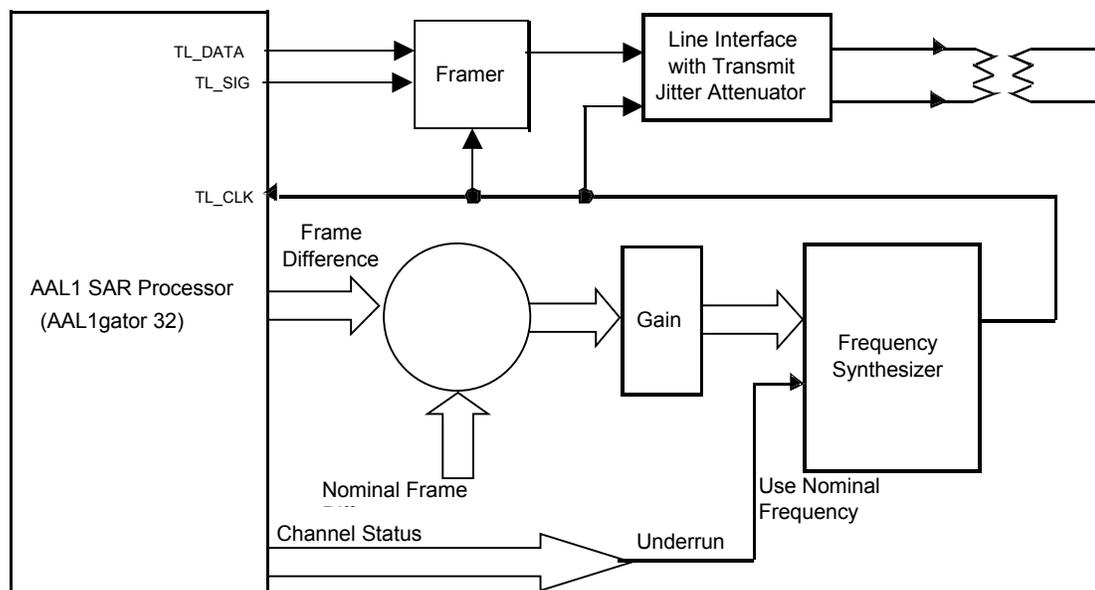 TL_DATA
TL_SIG
Framer
Line Interface
with Transmit
Jitter Attenuator
TL_CLK
Frame
Difference
AAL1 SAR Processor
(AAL1gator 32)
Gain
Frequency
Synthesizer
Nominal Frame
Use Nominal
Frequency
Channel Status
Underrun